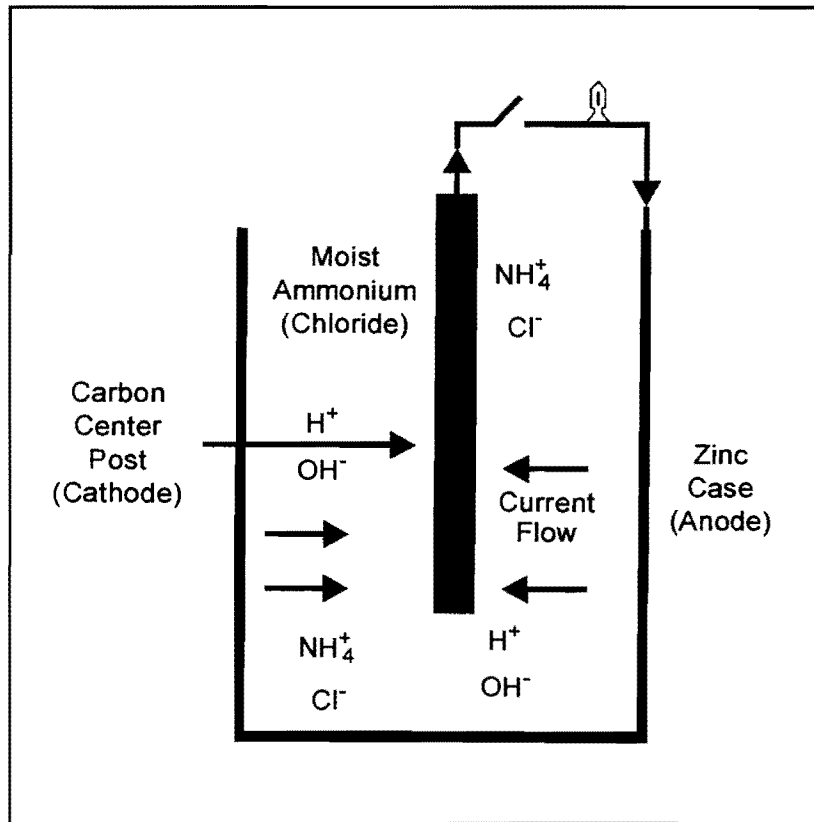 Moist
Ammonium
(Chloride)
NH₄⁺
Cl⁻
Carbon
Center
Post
(Cathode)
H⁺
OH⁻
Current
Flow
Zinc
Case
(Anode)
NH₄⁺
Cl⁻
H⁺
OH⁻